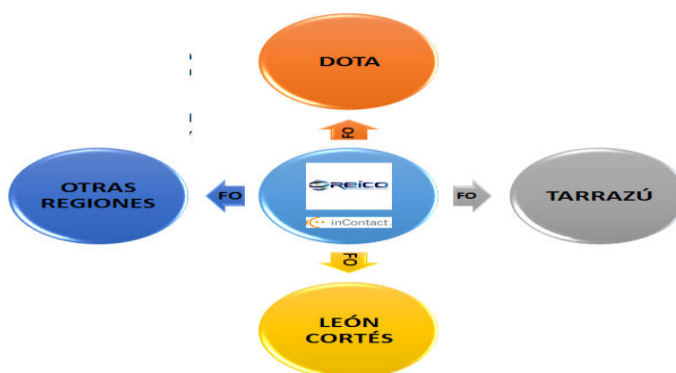 DOTA
FO
OTRAS
REGIONES
FO
REICO
inContact.
FO
TARRAZÚ
FO
LEÓN
CORTÉS